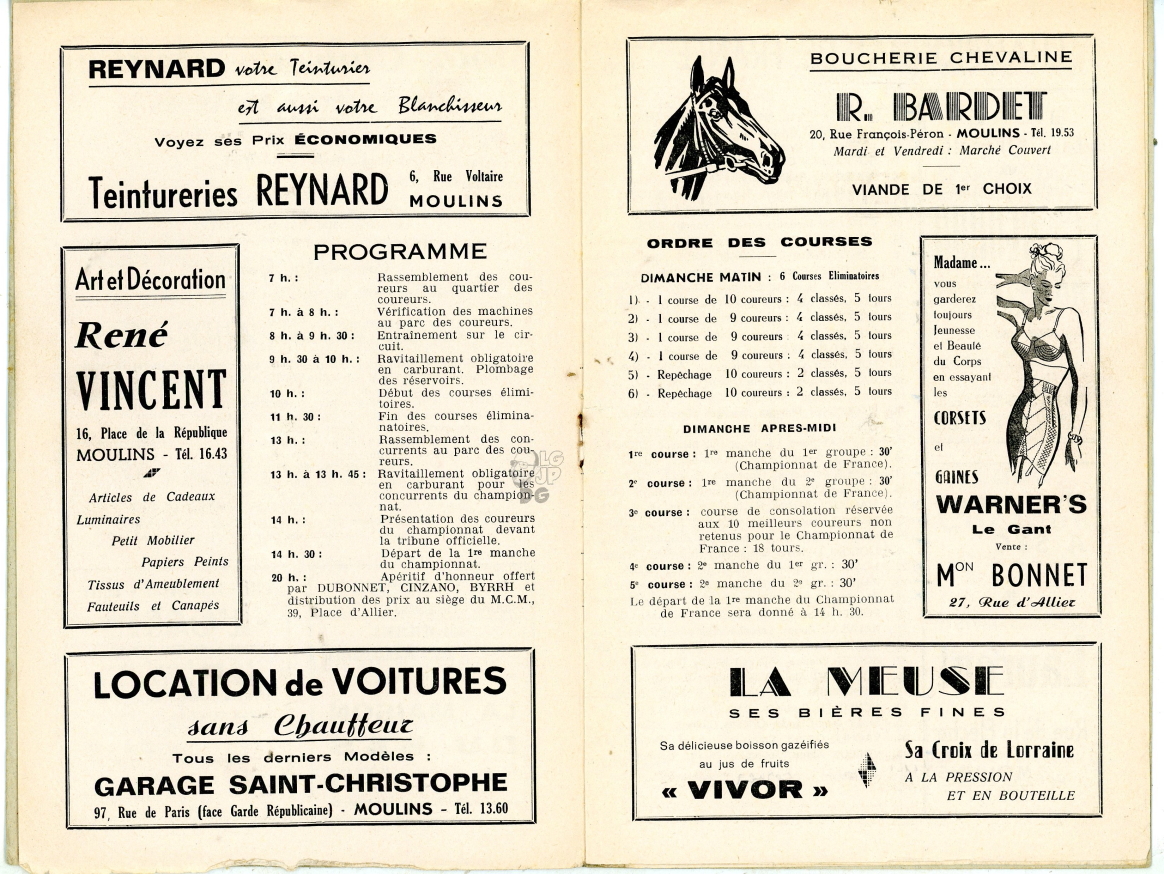 REYNARD votre Teinturier
est aussi votre Blanchisseur
Voyez ses Prix ÉCONOMIQUES
Teintureries REYNARD
6, Rue Voltaire
MOULINS
Art et Décoration
René
VINCENT
16, Place de la République
MOULINS - Tél. 16.43
Articles de Cadeaux
Luminaires
Petit Mobilier
Papiers Peints
Tissus d'Ameublement
Fauteuils et Canapés
PROGRAMME
7 h. : Rassemblement des cou-
reurs au quartier des
coureurs.
7 h. à 8 h. : Vérification des machines
au parc des coureurs.
8 h. à 9 h. 30 : Entraînement sur le cir-
cuit.
9 h. 30 à 10 h. : Ravitaillement obligatoire
en carburant. Plombage
des réservoirs.
10 h. : Début des courses élimi-
toires.
11 h. 30 : Fin des courses élimina-
natoires.
13 h. : Rassemblement des con-
currents au parc des cou-
reurs.
13 h. à 13 h. 45 : Ravitaillement obligatoire
en carburant pour les
concurrents du champion-
nat.
14 h. : Présentation des coureurs
du championnat devant
la tribune officielle.
14 h. 30 : Départ de la 1re manche
du championnat.
20 h. : Apéritif d'honneur offert
par DUBONNET, CINZANO, BYRRH et
distribution des prix au siège du M.C.M.,
39, Place d'Allier.
LOCATION de VOITURES
sans Chauffeur
Tous les derniers Modèles :
GARAGE SAINT-CHRISTOPHE
97, Rue de Paris (face Garde Républicaine) - MOULINS - Tél. 13.60
BOUCHERIE CHEVALINE
R. BARDET
20, Rue François-Péron - MOULINS - Tél. 19.53
Mardi et Vendredi : Marché Couvert
VIANDE DE 1er CHOIX
ORDRE DES COURSES
DIMANCHE MATIN : 6 Courses Eliminatoires
1) - 1 course de 10 coureurs : 4 classés, 5 tours
2) - 1 course de 9 coureurs : 4 classés, 5 tours
3) - 1 course de 9 coureurs : 4 classés, 5 tours
4) - 1 course de 9 coureurs : 4 classés, 5 tours
5) - Repêchage 10 coureurs : 2 classés, 5 tours
6) - Repêchage 10 coureurs : 2 classés, 5 tours
DIMANCHE APRES-MIDI
1re course : 1re manche du 1er groupe : 30'
(Championnat de France).
2e course : 1re manche du 2e groupe : 30'
(Championnat de France).
3e course : course de consolation réservée
aux 10 meilleurs coureurs non
retenus pour le Championnat de
France : 18 tours.
4e course : 2e manche du 1er gr. : 30'
5e course : 2e manche du 2e gr. : 30'
Le départ de la 1re manche du Championnat
de France sera donné à 14 h. 30.
Madame...
vous
garderez
toujours
Jeunesse
et Beauté
du Corps
en essayant
les
CORSETS
et
GAINES
WARNER'S
Le Gant
Vente :
MON BONNET
27, Rue d'Allier
LA MEUSE
SES BIÈRES FINES
Sa délicieuse boisson gazéifiés
au jus de fruits
« VIVOR »
Sa Croix de Lorraine
A LA PRESSION
ET EN BOUTEILLE